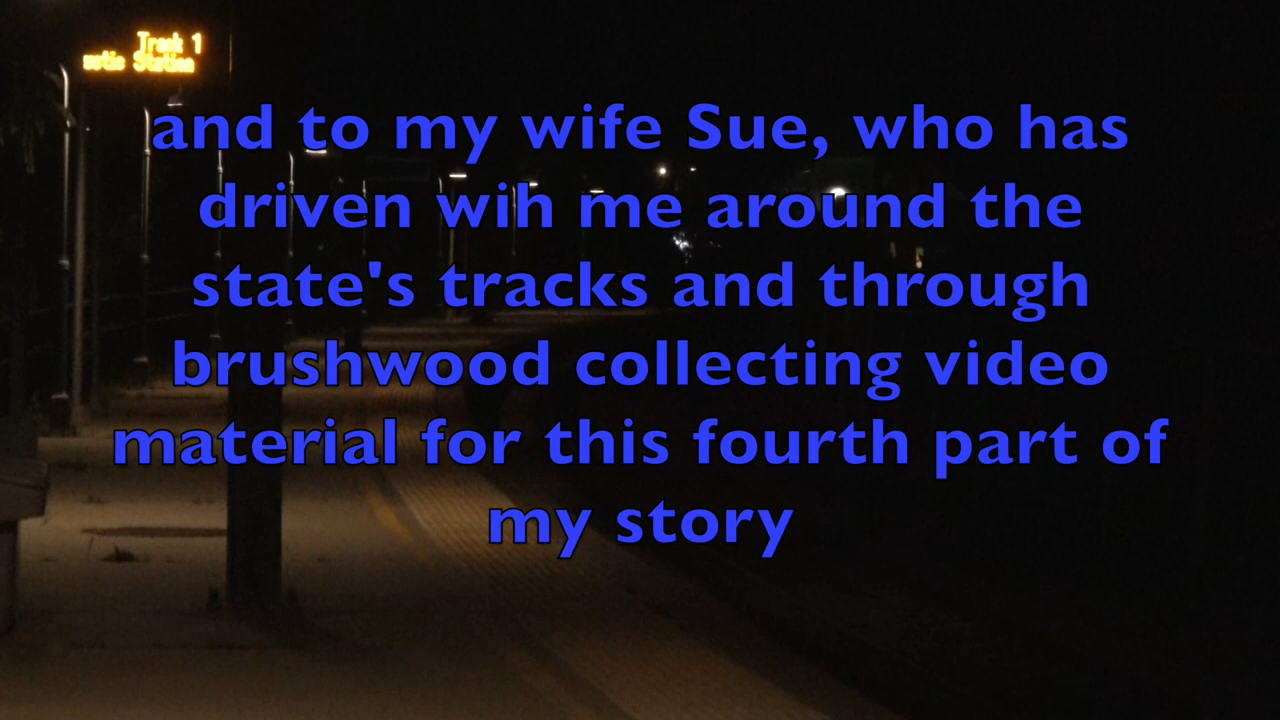 Track 1
Station
and to my wife Sue, who has
driven wih me around the
state's tracks and through
brushwood collecting video
material for this fourth part of
my story